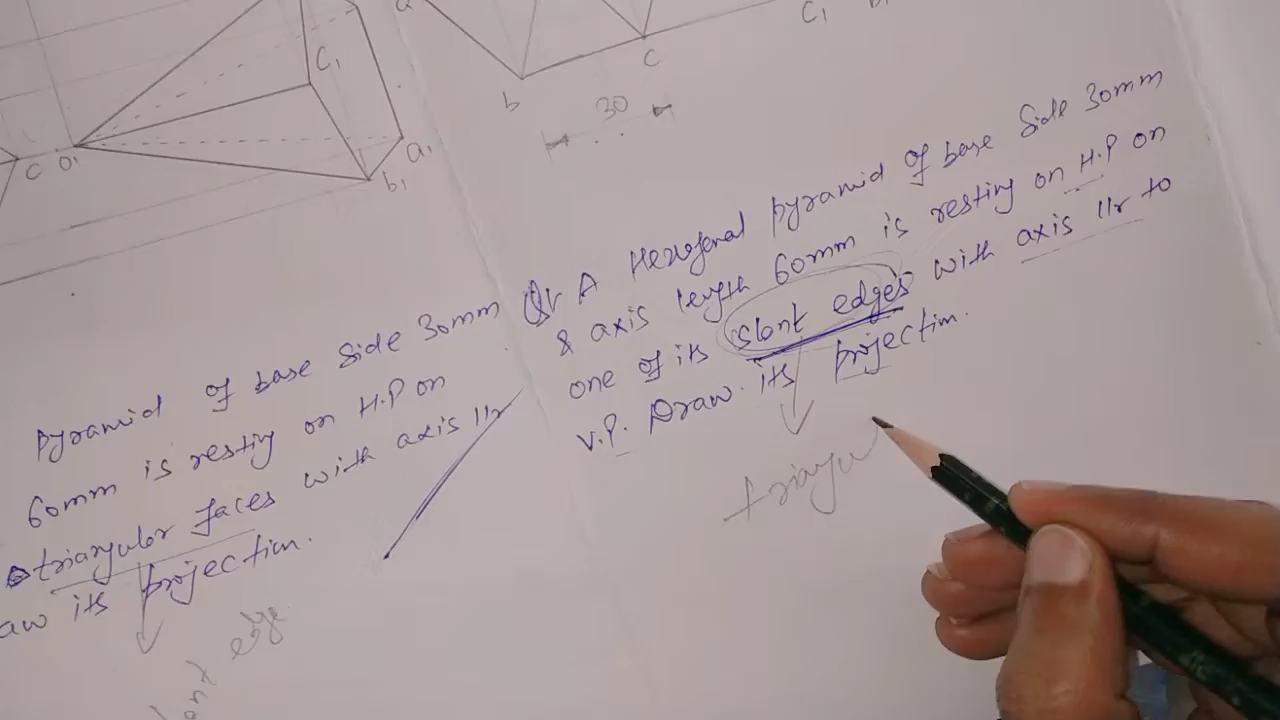 C1
a
C1
b
c
30
C
O1
a1
b1
Qr A Hexogonal pyramid of base side 30mm
& axis length 60mm is resting on H.P on
one of its slant edges with axis llr to
V.P. Draw its projection.
triangu
pyramid of base side 30mm
60mm is resting on H.P on
triangular faces with axis llr
aw its projection.
edge